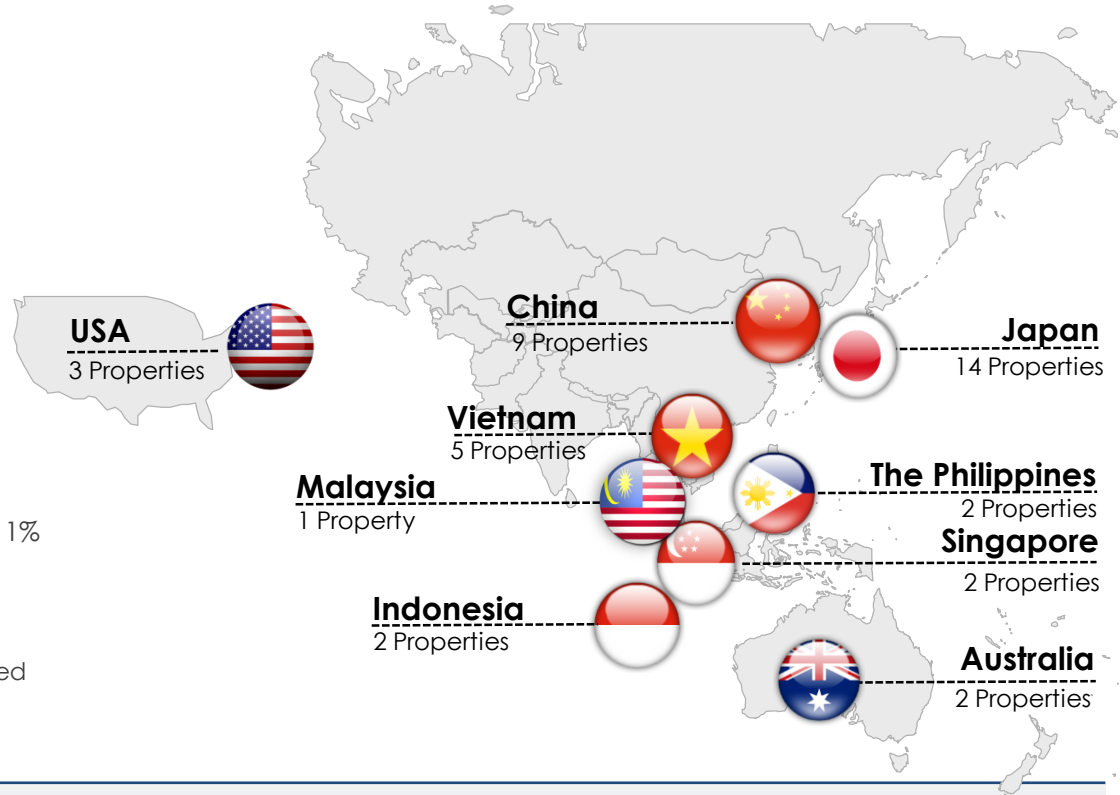 USA
3 Properties
China
9 Properties
Japan
14 Properties
Vietnam
5 Properties
Malaysia
1 Property
The Philippines
2 Properties
1%
Singapore
2 Properties
Indonesia
2 Properties
ed
Australia
2 Properties